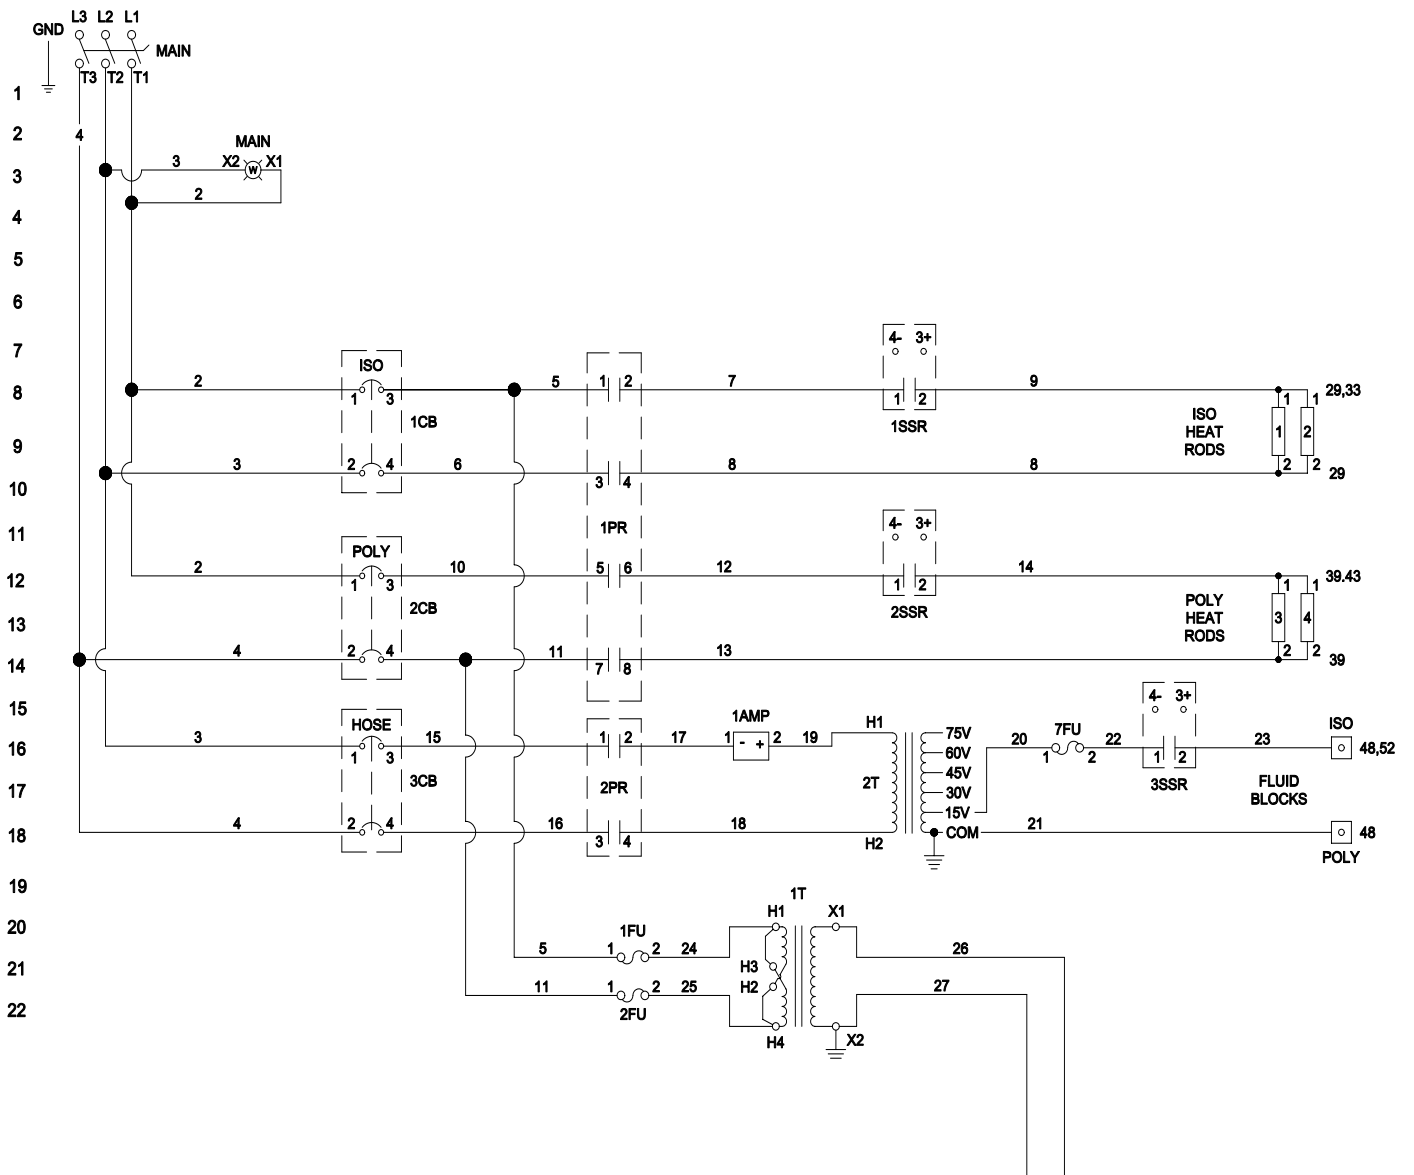 L3 L2 L1
GND
MAIN
T3 T2 T1
1
2 4
MAIN
3 3 X2 W X1
2
4
5
6
7 4- 3+
ISO
8 2 1 3 5 1 2 7 1 2 9 1 1 29,33
1CB 1SSR
ISO
HEAT
RODS
1 2
9
3 2 4 6 3 4 8 8 2 2 29
10
11 1PR 4- 3+
POLY
12 2 1 3 10 5 6 12 1 2 14 1 1 39.43
2CB 2SSR
POLY
HEAT
RODS
3 4
13
14 4 2 4 11 7 8 13 2 2 39
15 4- 3+
HOSE 1AMP H1 75V 7FU ISO
16 3 1 3 15 1 2 17 1 - + 2 19 60V 20 1 2 22 1 2 23 48,52
3CB 2PR 2T 45V 3SSR
17 30V FLUID
BLOCKS
15V
18 4 2 4 16 3 4 18 COM 21 48
H2 POLY
19 1T
20 1FU H1 X1
5 1 2 24 26
21 H3
H2
11 1 2 25 27
22 2FU
H4 X2